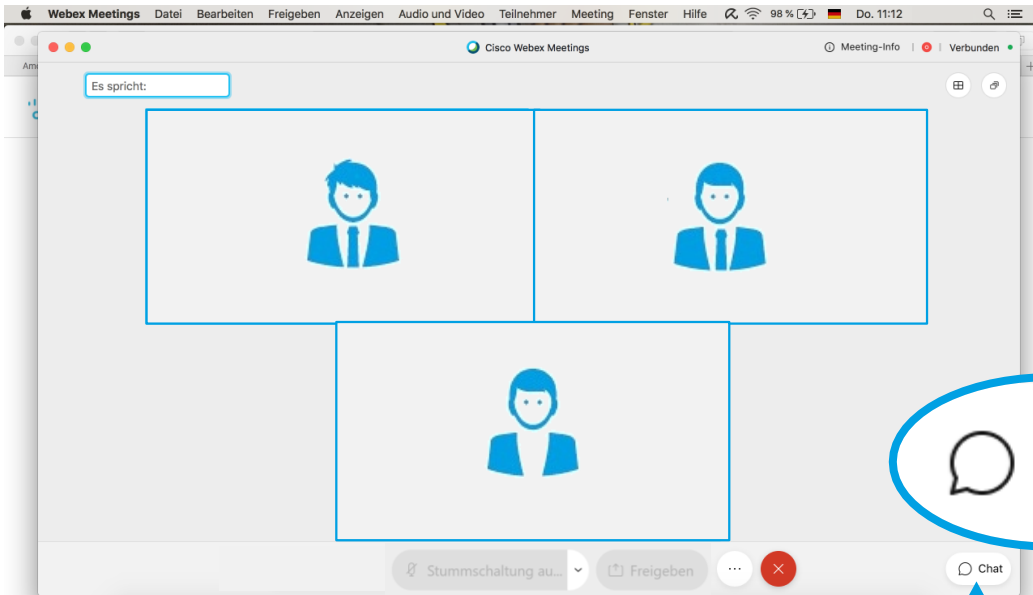 Webex Meetings Datei Bearbeiten Freigeben Anzeigen Audio und Video Teilnehmer Meeting Fenster Hilfe 98 % Do. 11:12
Cisco Webex Meetings
Meeting-Info | | Verbunden
Es spricht:
Stummschaltung au...
Freigeben
Chat